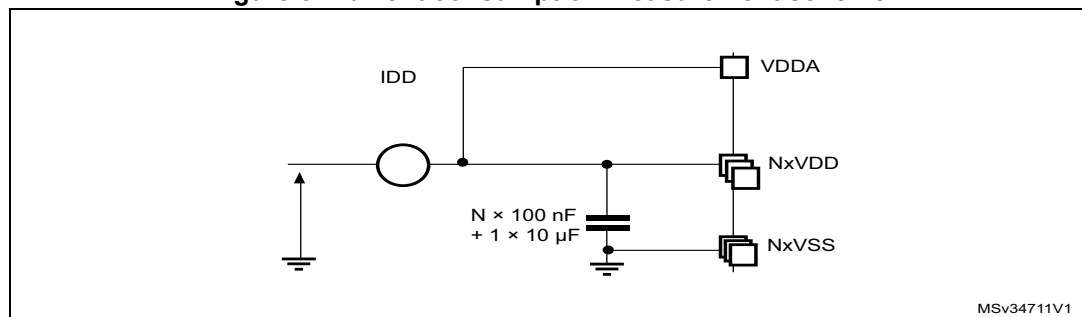 VDDA
IDD
NxVDD
N × 100 nF
+ 1 × 10 µF
NxVSS
MSv34711V1